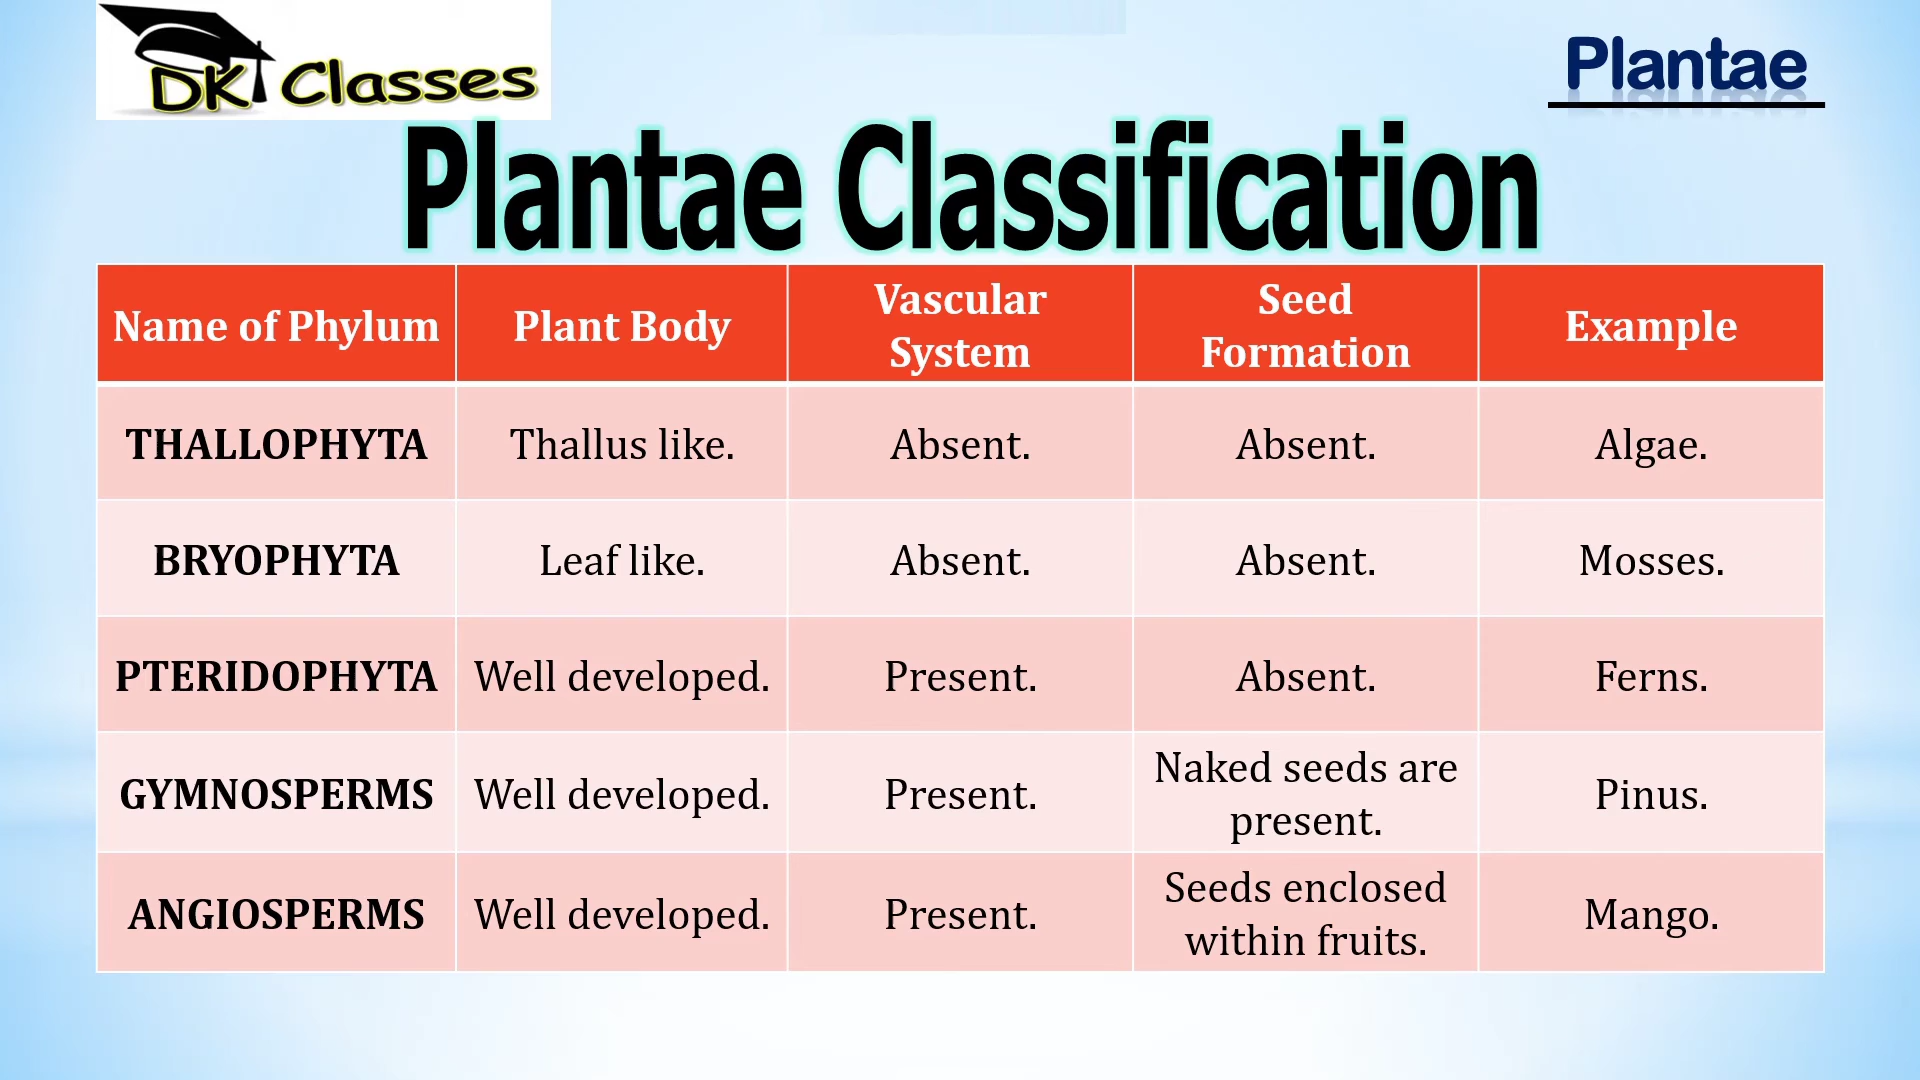 DK Classes
Plantae
Plantae Classification
Name of Phylum
Plant Body
Vascular
System
Seed
Formation
Example
THALLOPHYTA
Thallus like.
Absent.
Absent.
Algae.
BRYOPHYTA
Leaf like.
Absent.
Absent.
Mosses.
PTERIDOPHYTA
Well developed.
Present.
Absent.
Ferns.
GYMNOSPERMS
Well developed.
Present.
Naked seeds are
present.
Pinus.
ANGIOSPERMS
Well developed.
Present.
Seeds enclosed
within fruits.
Mango.